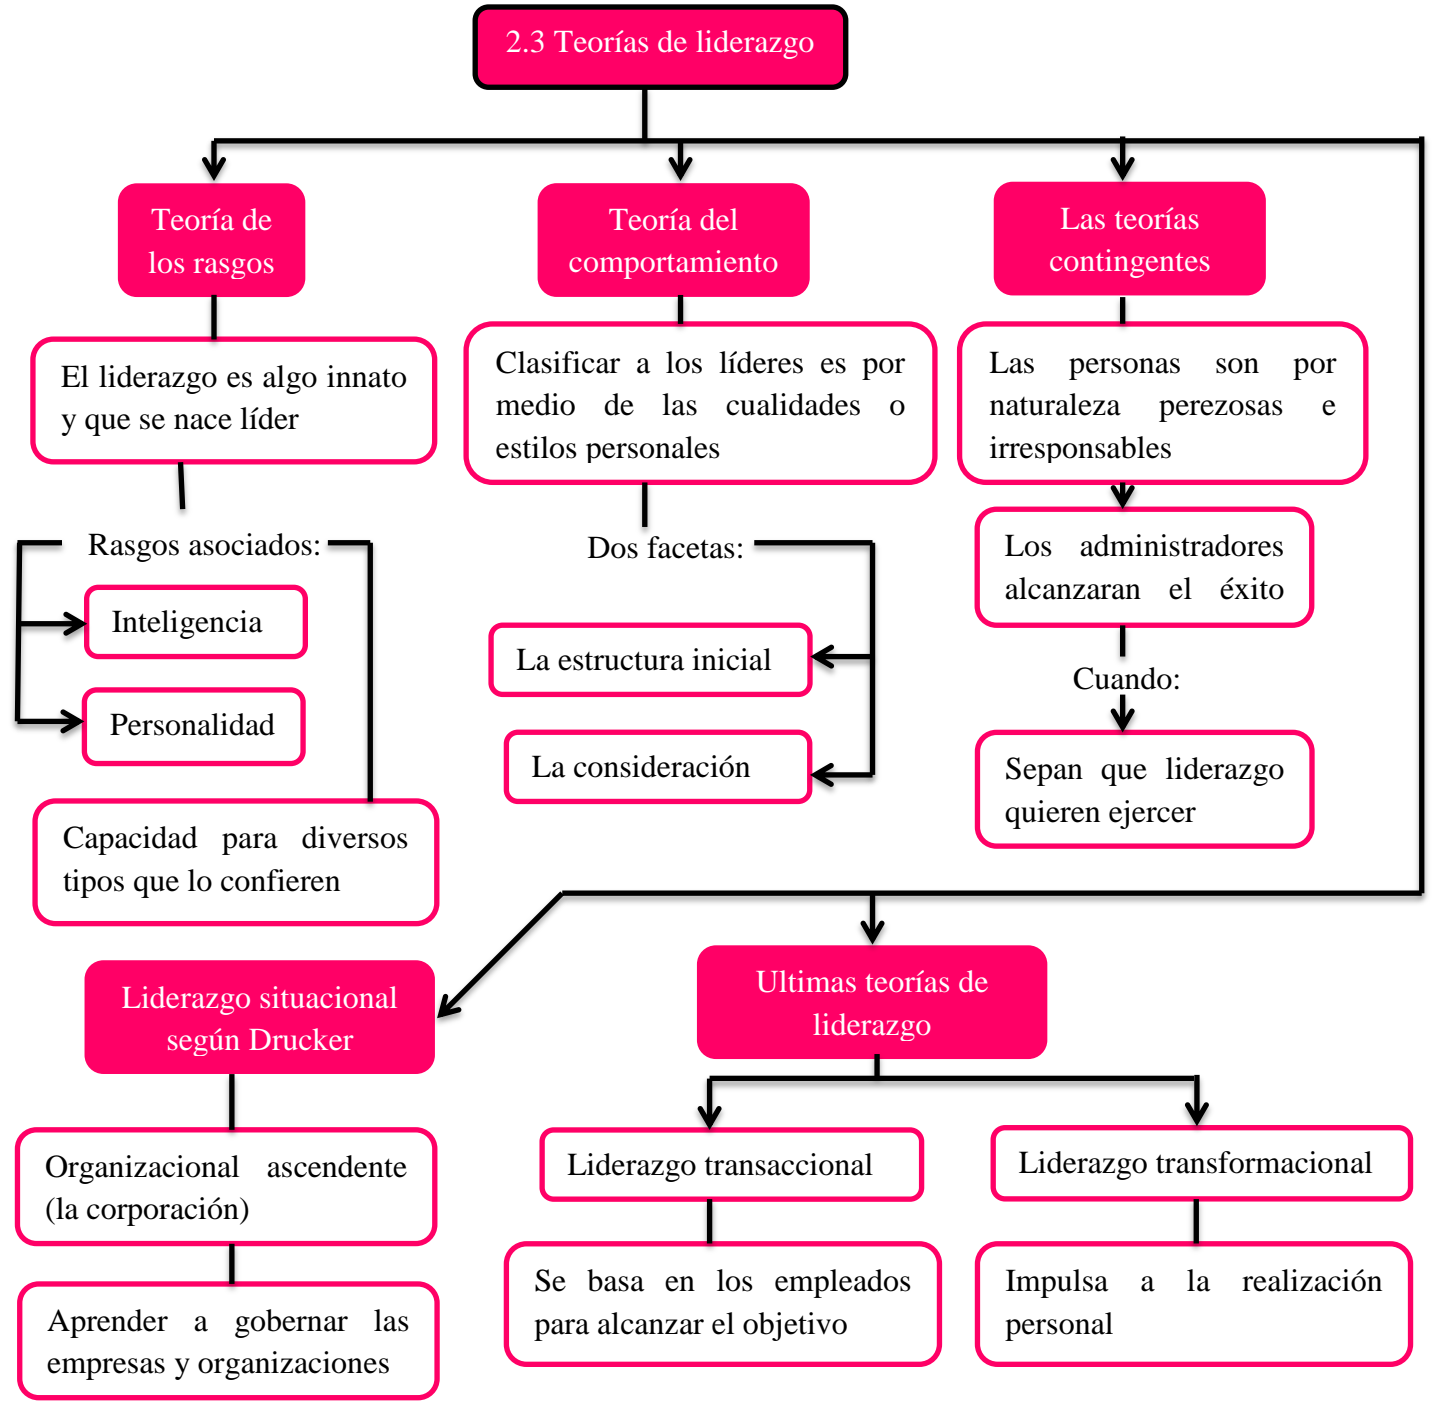 2.3 Teorías de liderazgo
Teoría de
los rasgos
Teoría del
comportamiento
Las teorías
contingentes
El liderazgo es algo innato
y que se nace líder
Clasificar a los líderes es por
medio de las cualidades o
estilos personales
Las personas son por
naturaleza perezosas e
irresponsables
Rasgos asociados:
Inteligencia
Personalidad
Capacidad para diversos
tipos que lo confieren
Dos facetas:
La estructura inicial
La consideración
Los administradores
alcanzaran el éxito
Cuando:
Sepan que liderazgo
quieren ejercer
Liderazgo situacional
según Drucker
Organizacional ascendente
(la corporación)
Aprender a gobernar las
empresas y organizaciones
Ultimas teorías de
liderazgo
Liderazgo transaccional
Se basa en los empleados
para alcanzar el objetivo
Liderazgo transformacional
Impulsa a la realización
personal